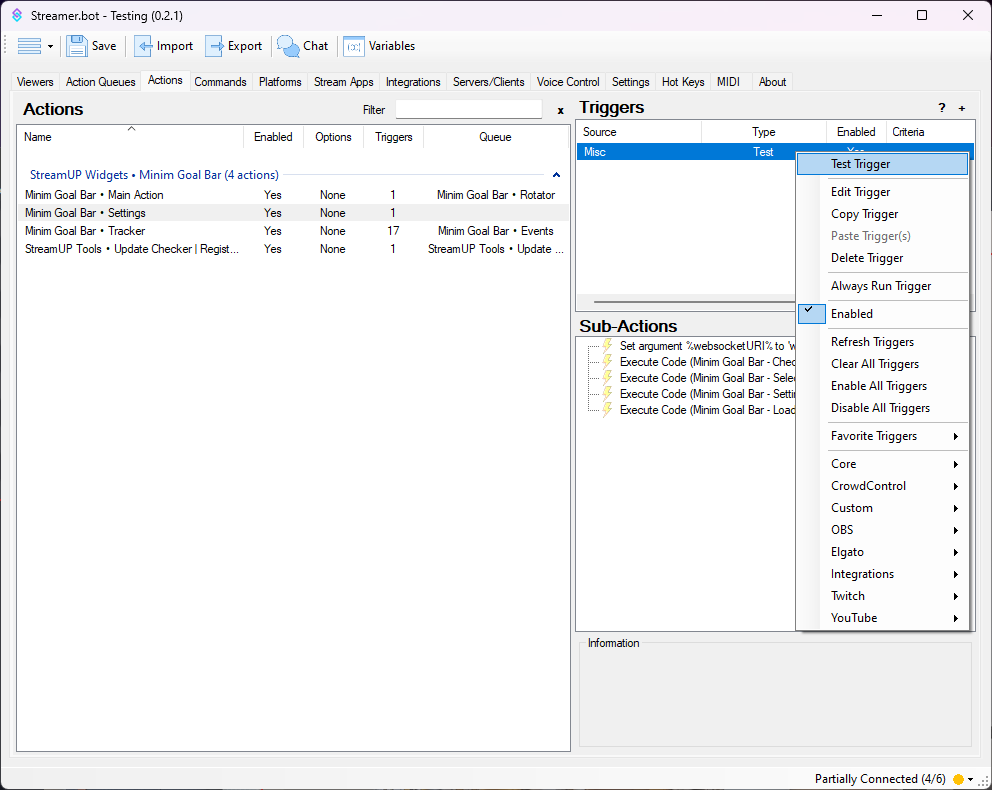 Streamer.bot - Testing (0.2.1)
Save Import Export Chat Variables
Viewers Action Queues Actions Commands Platforms Stream Apps Integrations Servers/Clients Voice Control Settings Hot Keys MIDI About
Actions Filter x
Name Enabled Options Triggers Queue
StreamUP Widgets • Minim Goal Bar (4 actions)
Minim Goal Bar • Main Action Yes None 1 Minim Goal Bar • Rotator
Minim Goal Bar • Settings Yes None 1
Minim Goal Bar • Tracker Yes None 17 Minim Goal Bar • Events
StreamUP Tools • Update Checker | Regist... Yes None 1 StreamUP Tools • Update ...
Triggers ? +
Source Type Enabled Criteria
Misc Test
Test Trigger
Edit Trigger
Copy Trigger
Paste Trigger(s)
Delete Trigger
Always Run Trigger
Enabled
Refresh Triggers
Clear All Triggers
Enable All Triggers
Disable All Triggers
Favorite Triggers
Core
CrowdControl
Custom
OBS
Elgato
Integrations
Twitch
YouTube
Sub-Actions
Set argument %websocketURI% to 'w
Execute Code (Minim Goal Bar - Chec
Execute Code (Minim Goal Bar - Selec
Execute Code (Minim Goal Bar - Settin
Execute Code (Minim Goal Bar - Load
Information
Partially Connected (4/6)